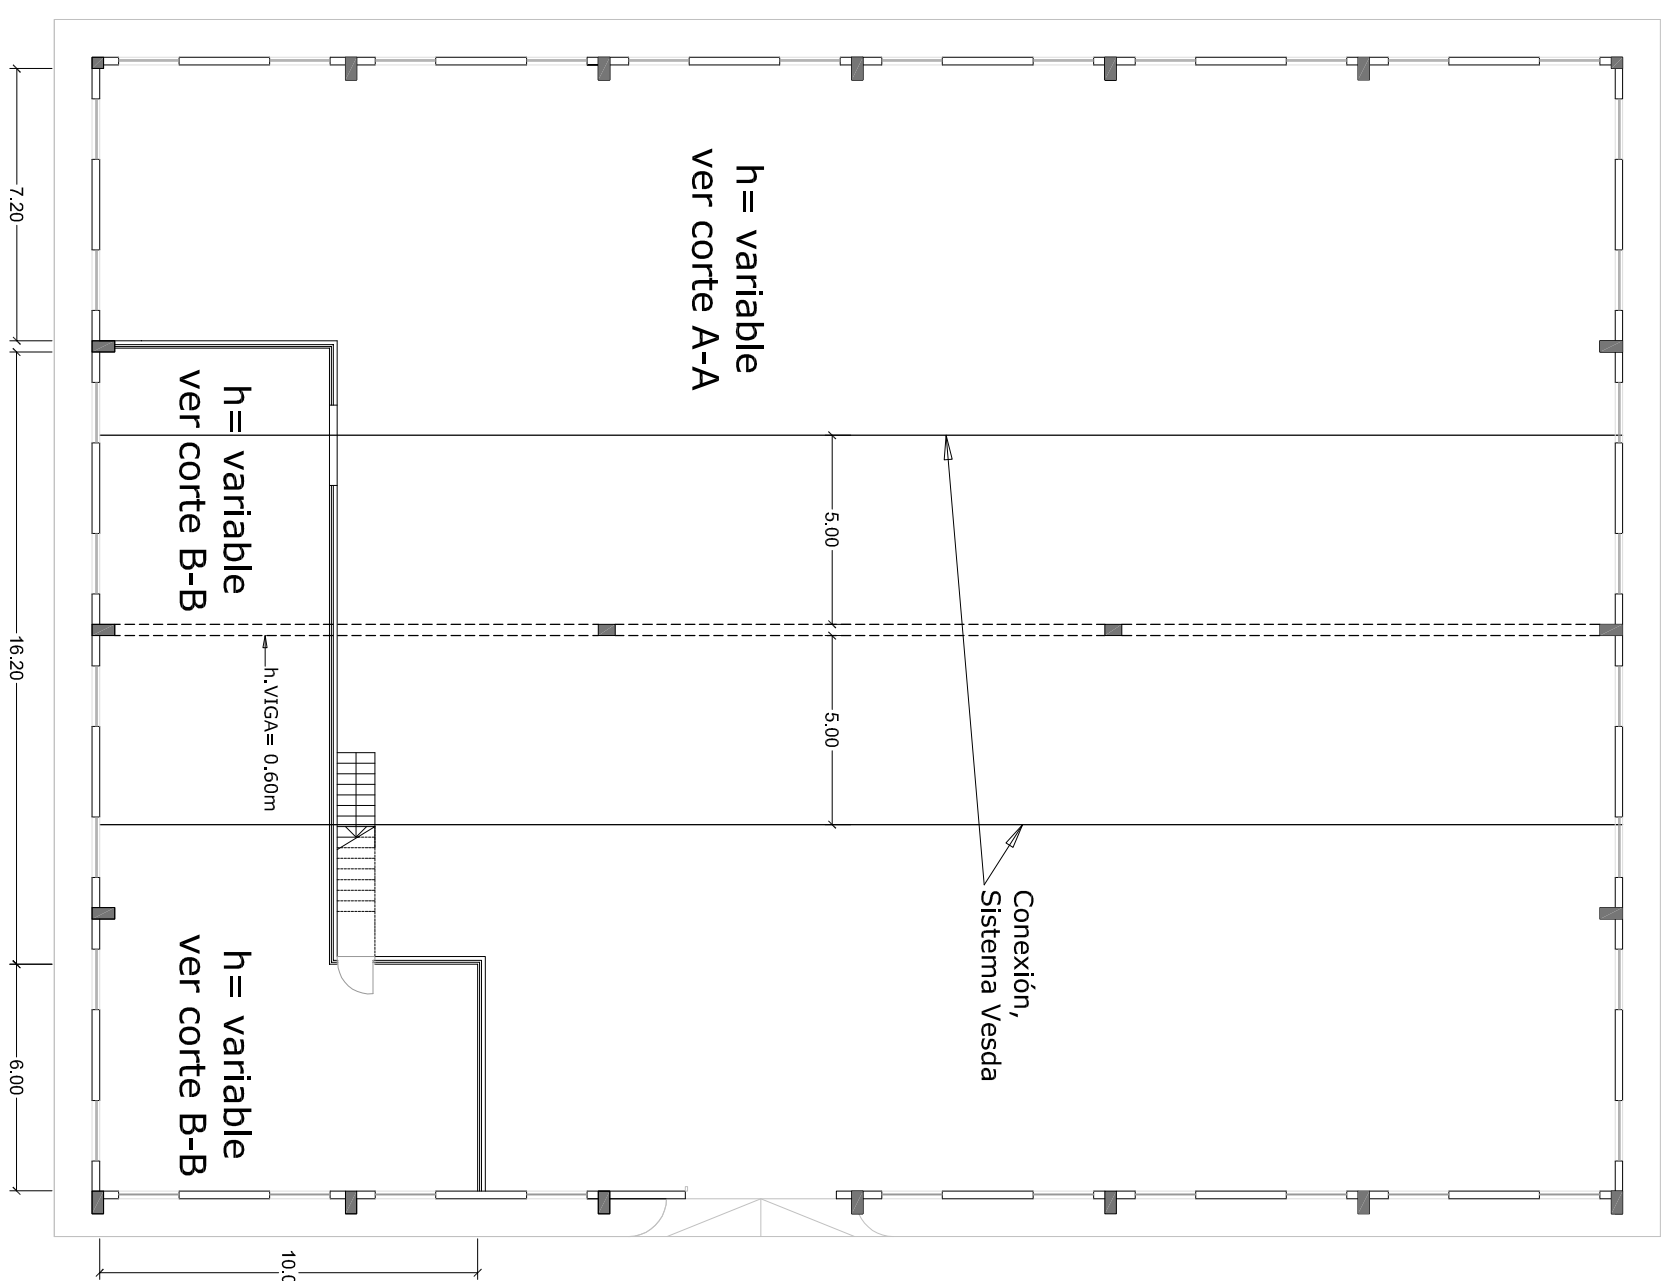 h= variable
ver corte A-A
h= variable
ver corte B-B
h= variable
ver corte B-B
h.VIGA= 0.60m
Conexión,
Sistema Vesda
5.00
5.00
7.20
16.20
6.00